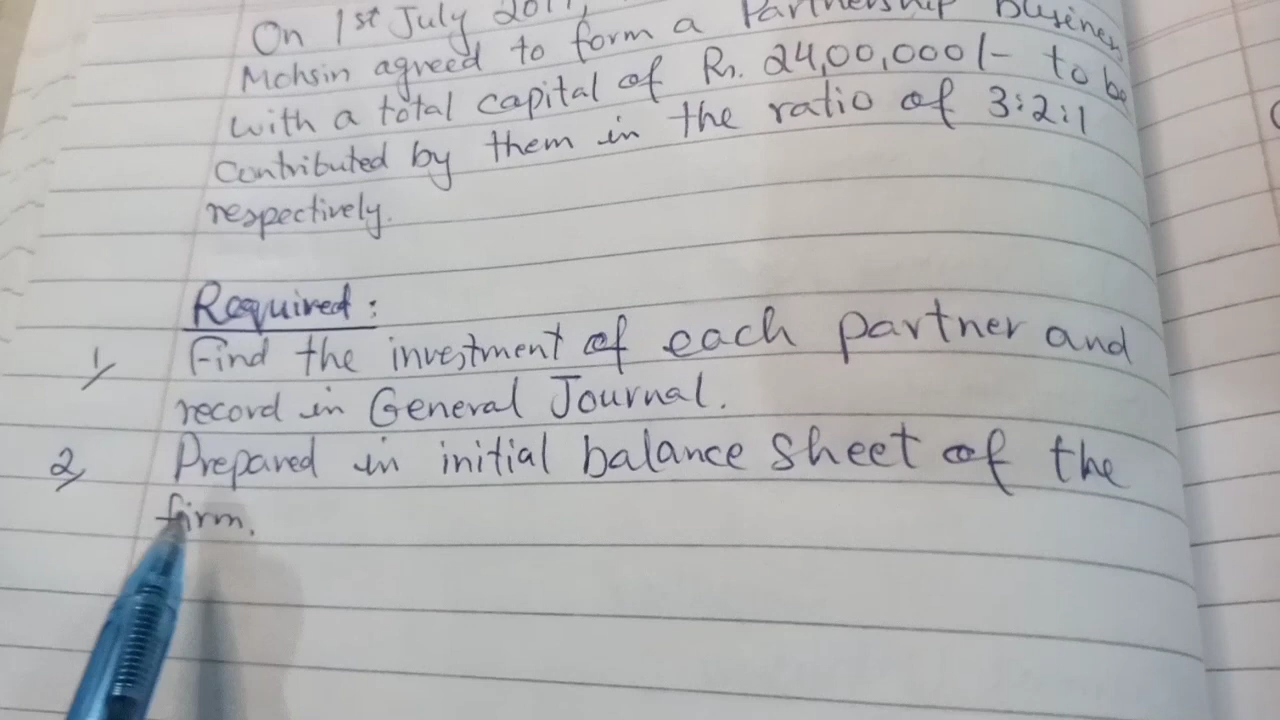 On 1st July
Mohsin agreed to form a Partnership Business
with a total capital of Rs. 24,00,000/- to be
Contributed by them in the ratio of 3:2:1
respectively.
Required:
1/ Find the investment of each partner and
record in General Journal.
2/ Prepared in initial balance sheet of the
firm.